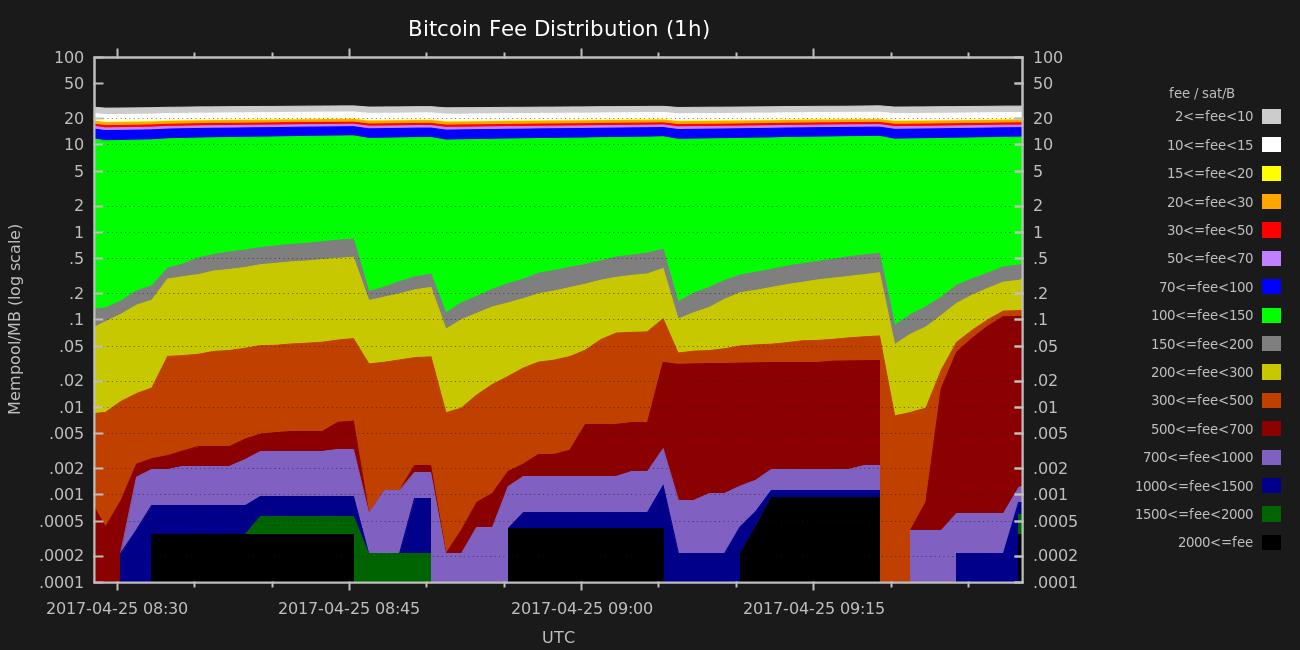 Bitcoin Fee Distribution (1h)
100
50
20
10
5
2
1
.5
.2
.1
.05
.02
.01
.005
.002
.001
.0005
.0002
.0001
Mempool/MB (log scale)
100
50
20
10
5
2
1
.5
.2
.1
.05
.02
.01
.005
.002
.001
.0005
.0002
.0001
2017-04-25 08:30
2017-04-25 08:45
2017-04-25 09:00
2017-04-25 09:15
UTC
fee / sat/B
2<=fee<10
10<=fee<15
15<=fee<20
20<=fee<30
30<=fee<50
50<=fee<70
70<=fee<100
100<=fee<150
150<=fee<200
200<=fee<300
300<=fee<500
500<=fee<700
700<=fee<1000
1000<=fee<1500
1500<=fee<2000
2000<=fee